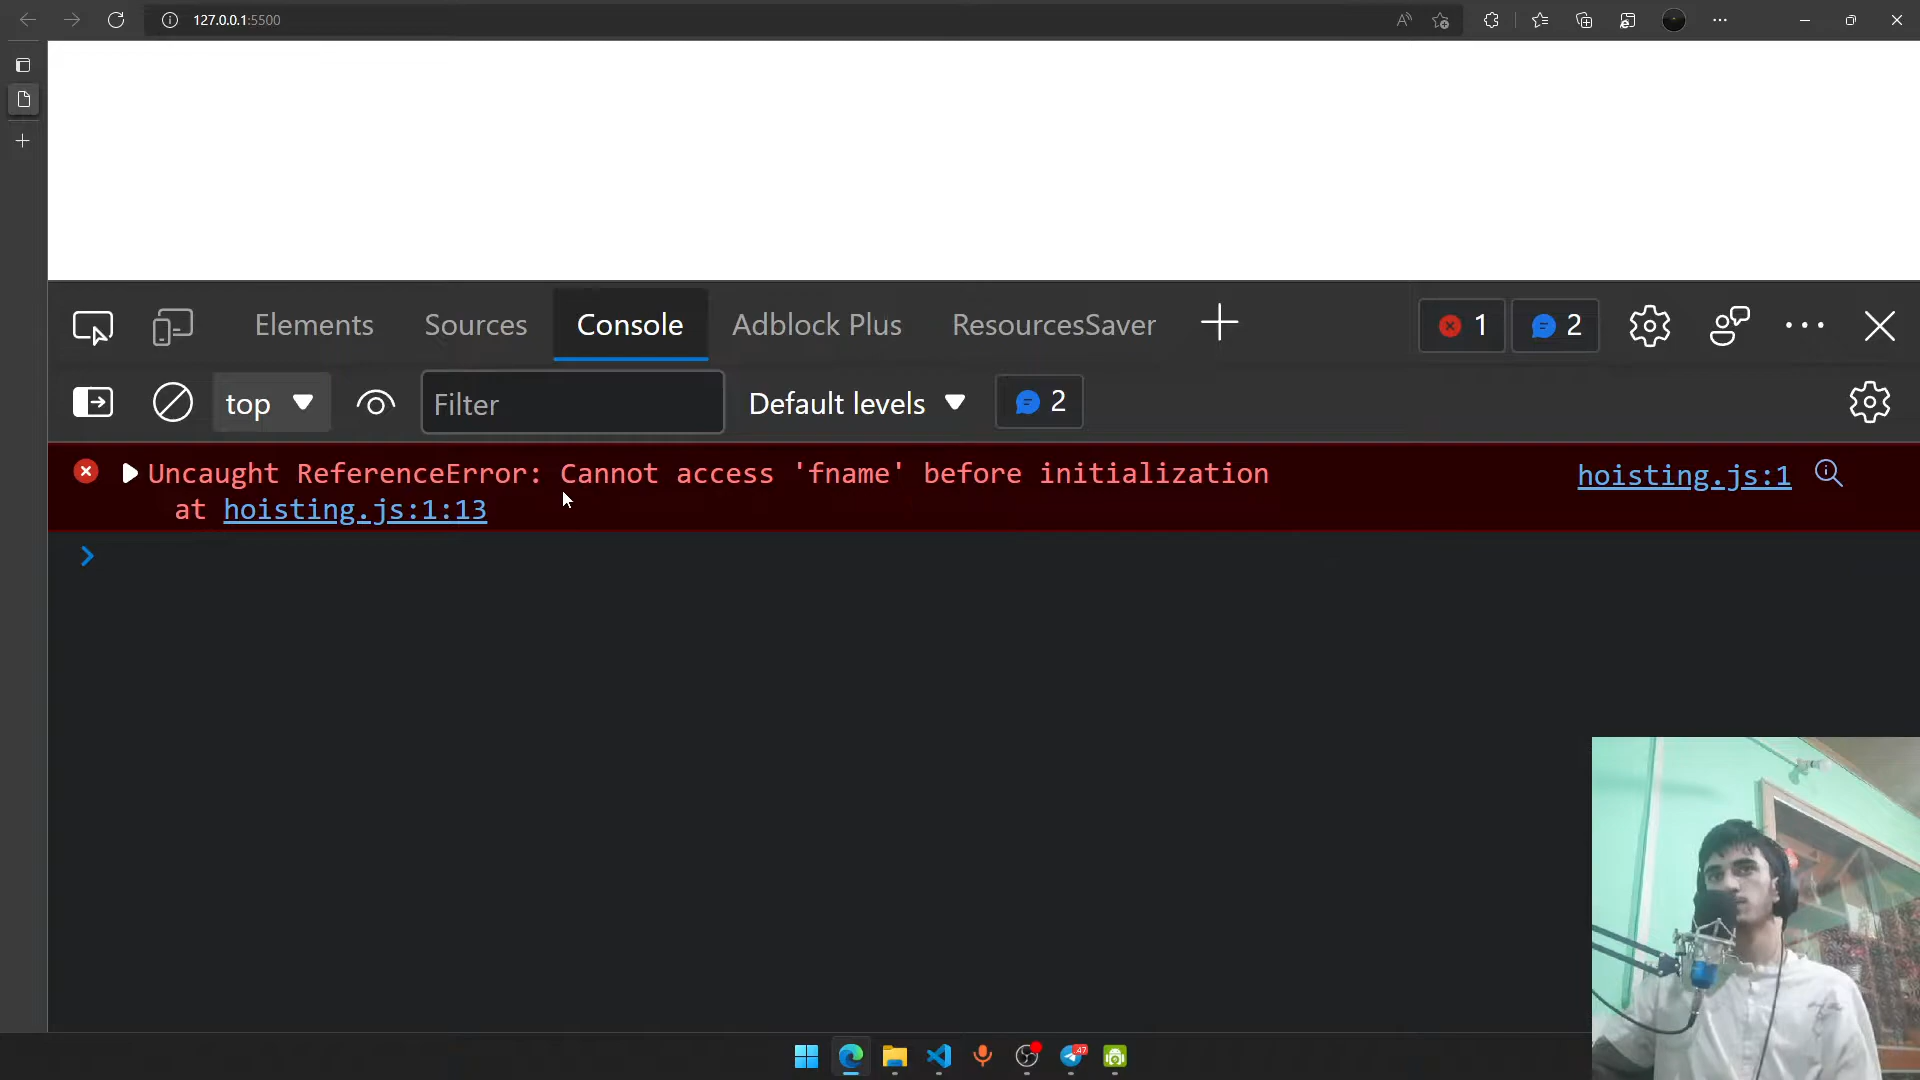 127.0.0.1:5500
Elements Sources Console Adblock Plus ResourcesSaver 1 2
top Filter Default levels 2
Uncaught ReferenceError: Cannot access 'fname' before initialization hoisting.js:1
at hoisting.js:1:13
47